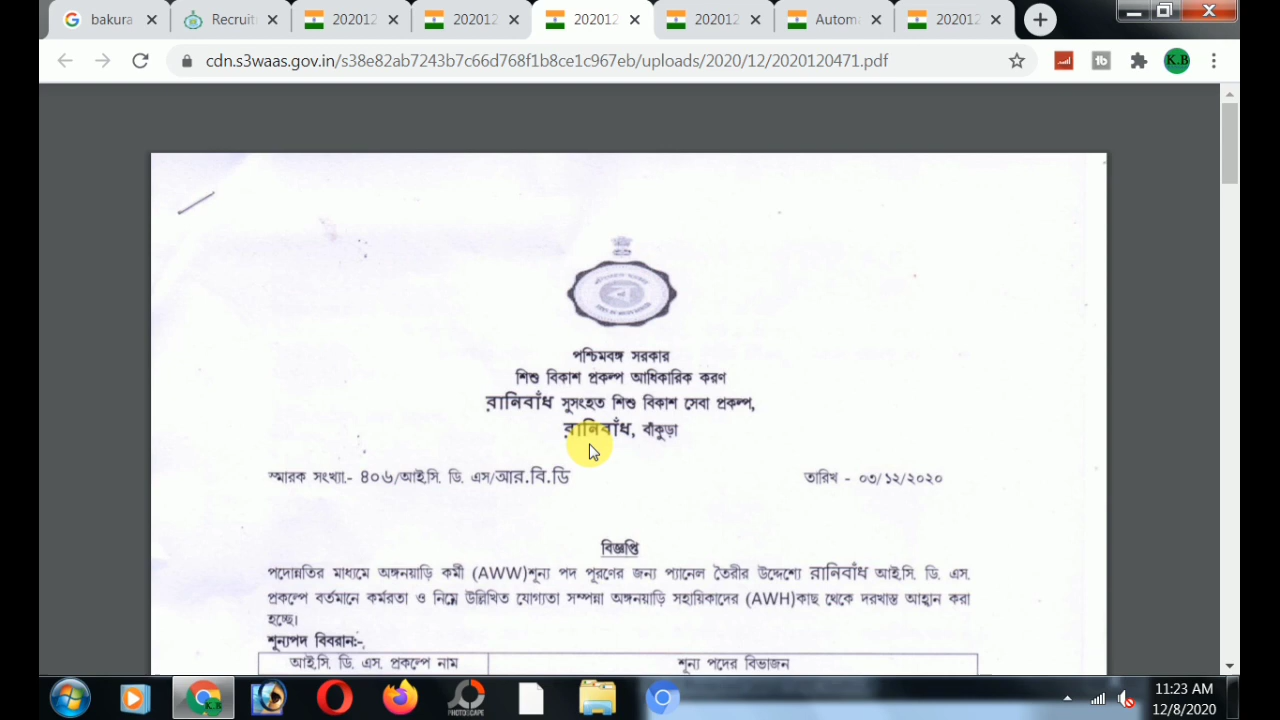 bakura
Recruit
202012
202012
202012
202012
Autom
202012
cdn.s3waas.gov.in/s38e82ab7243b7c66d768f1b8ce1c967eb/uploads/2020/12/2020120471.pdf
K.B
পশ্চিমবঙ্গ সরকার
শিশু বিকাশ প্রকল্প আধিকারিক করণ
রানিবাঁধ সুসংহত শিশু বিকাশ সেবা প্রকল্প,
রানিবাঁধ, বাঁকুড়া
স্মারক সংখ্যা.- ৪০৬/আই.সি. ডি. এস/আর.বি.ডি তারিখ - ০৩/১২/২০২০
বিজ্ঞপ্তি
পদোন্নতির মাধ্যমে অঙ্গনয়াড়ি কর্মী (AWW)শূন্য পদ পূরণের জন্য প্যানেল তৈরীর উদ্দেশ্যে রানিবাঁধ আই.সি. ডি. এস.
প্রকল্পে বর্তমানে কর্মরতা ও নিম্নে উল্লিখিত যোগ্যতা সম্পন্না অঙ্গনয়াড়ি সহায়িকাদের (AWH)কাছ থেকে দরখাস্ত আহ্বান করা
হচ্ছে।
শূন্যপদ বিবরান:-
আই.সি. ডি. এস. প্রকল্পে নাম শূন্য পদের বিভাজন
K.B
PHOTOSCAPE
11:23 AM
12/8/2020